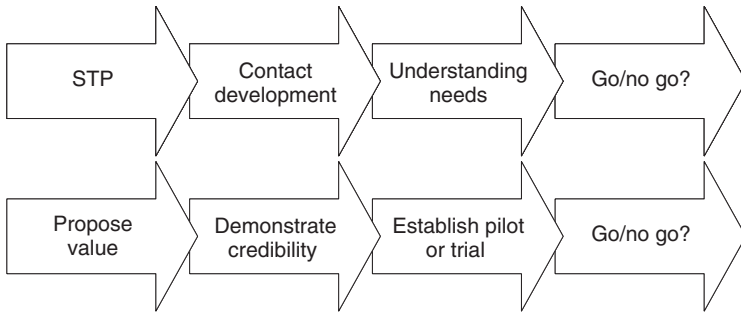 STP
Contact
development
Understanding
needs
Go/no go?
Propose
value
Demonstrate
credibility
Establish pilot
or trial
Go/no go?